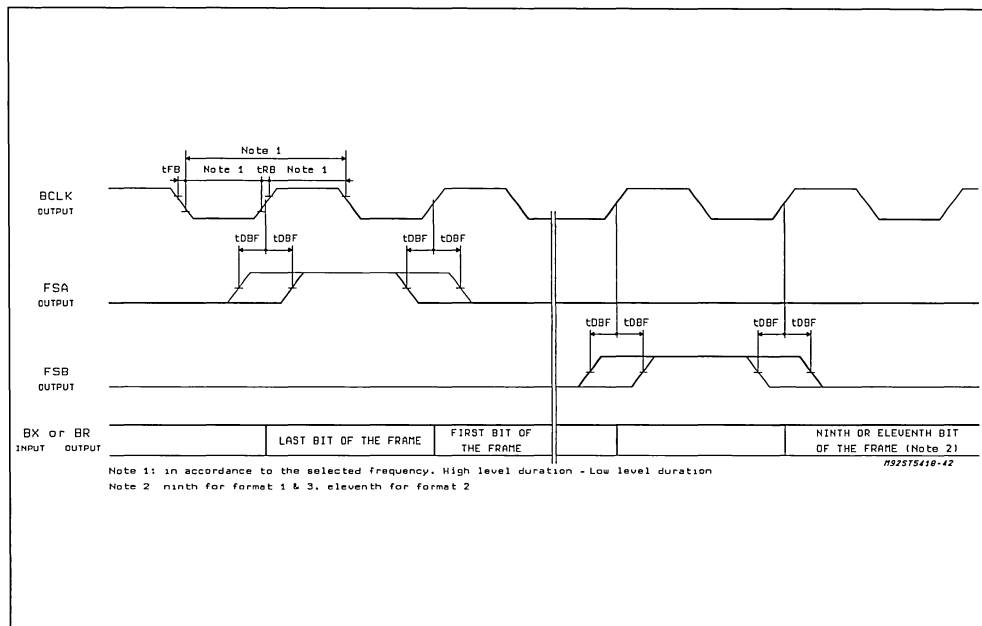 Note 1
tFB Note 1 tRB Note 1
BCLK
OUTPUT
tDBF tDBF tDBF tDBF
FSA
OUTPUT
tDBF tDBF tDBF tDBF
FSB
OUTPUT
BX or BR
INPUT OUTPUT
LAST BIT OF THE FRAME
FIRST BIT OF
THE FRAME
NINTH OR ELEVENTH BIT
OF THE FRAME (Note 2)
M92ST5410-42
Note 1: in accordance to the selected frequency. High level duration - Low level duration
Note 2 ninth for format 1 & 3. eleventh for format 2